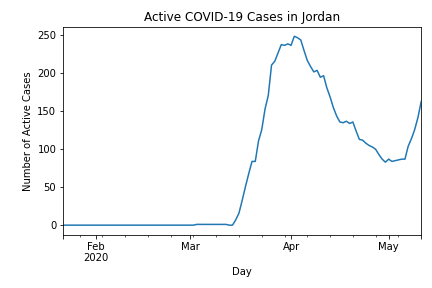 Active COVID-19 Cases in Jordan
250
200
150
100
50
0
Number of Active Cases
Feb
2020
Mar
Apr
May
Day